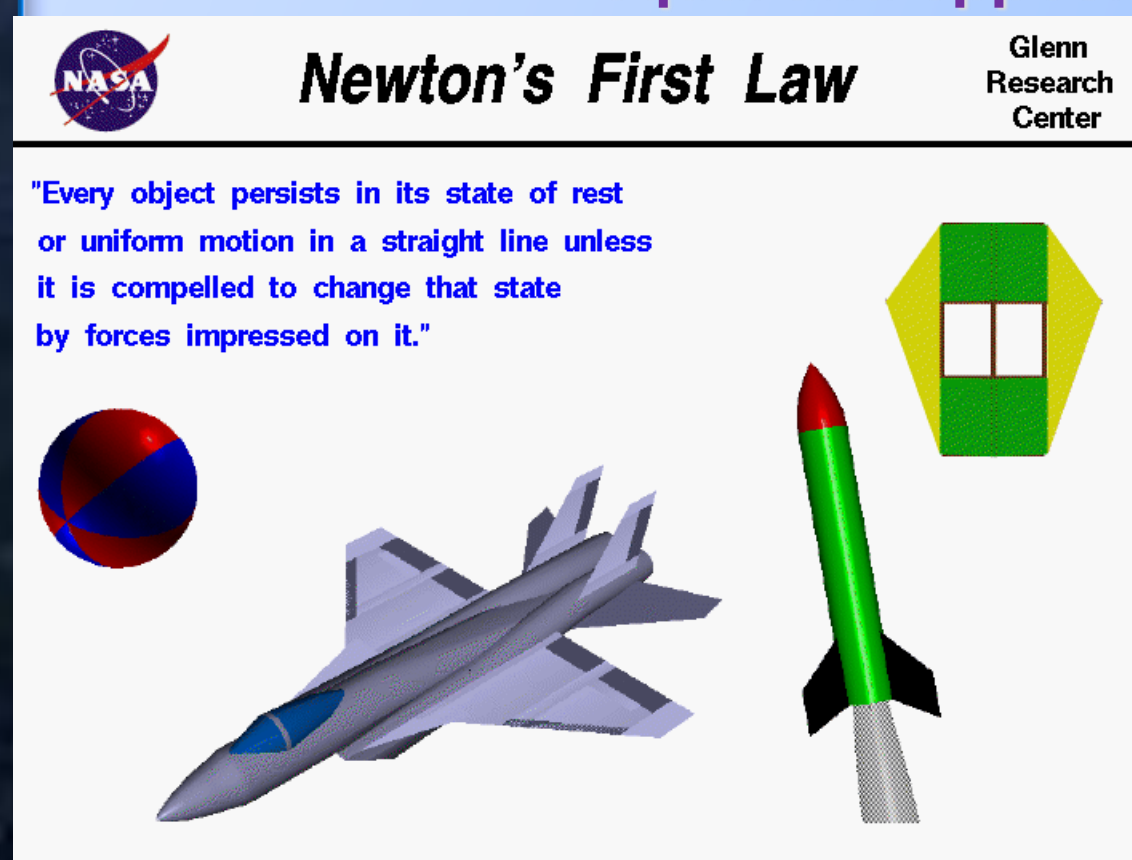 NASA
Newton's First Law
Glenn
Research
Center
"Every object persists in its state of rest
or uniform motion in a straight line unless
it is compelled to change that state
by forces impressed on it."